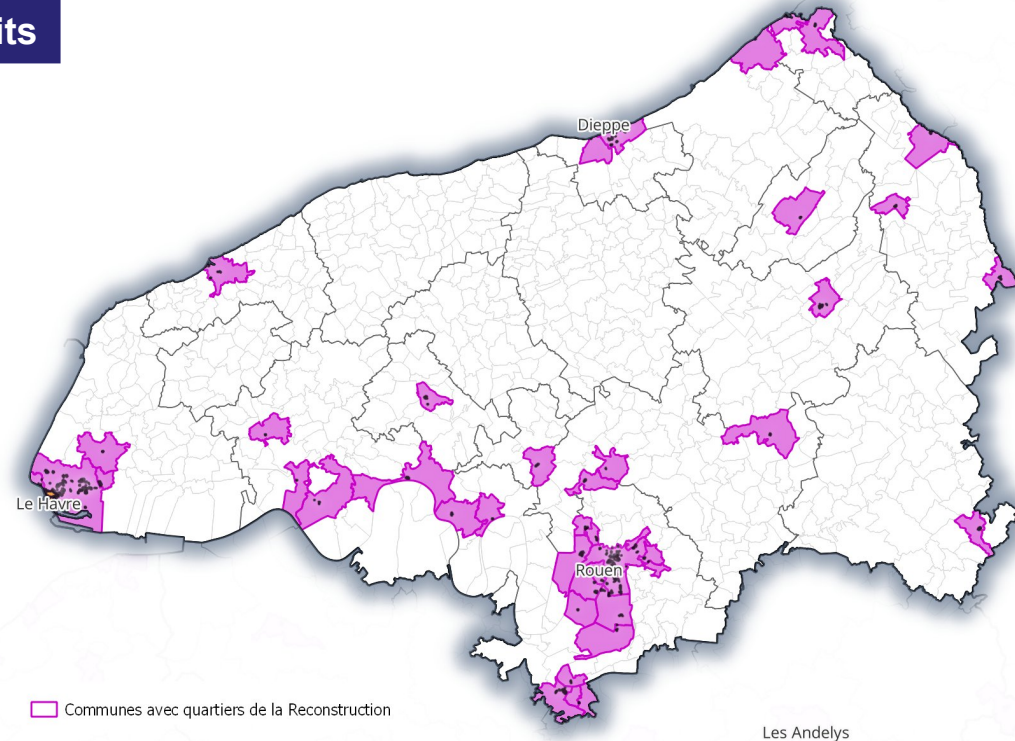 its
Dieppe
Le Havre
Rouen
Communes avec quartiers de la Reconstruction
Les Andelys